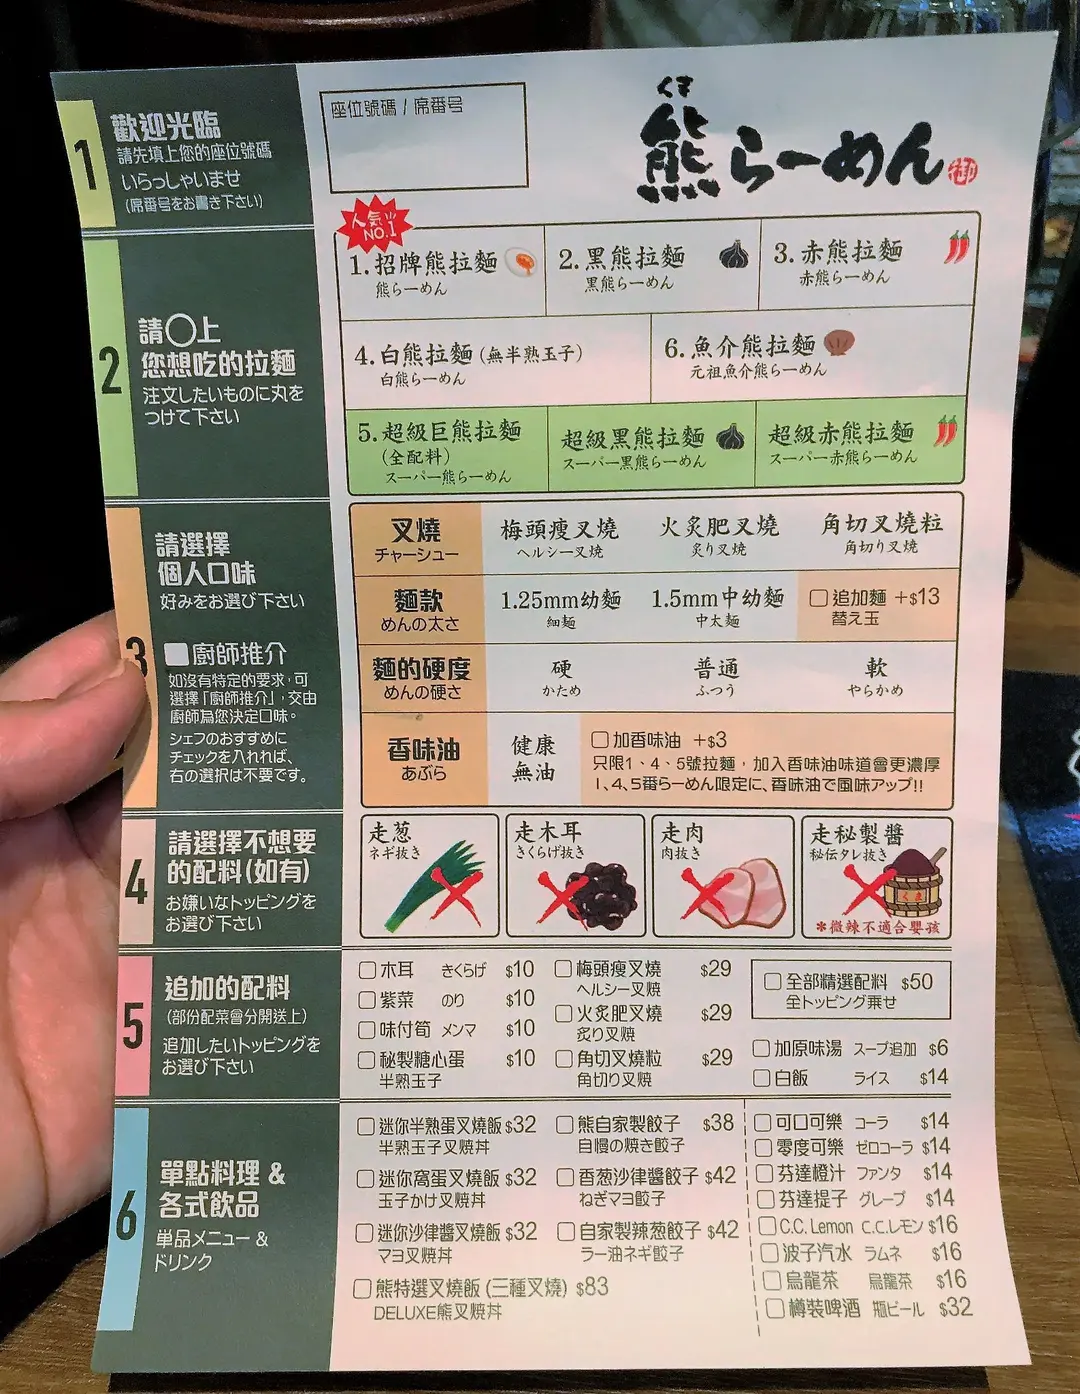 1
歡迎光臨
請先填上您的座位號碼
いらっしゃいませ
(席番号をお書き下さい)
座位號碼 / 席番号
くま
熊らーめん
御
2
請〇上
您想吃的拉麵
注文したいものに丸を
つけて下さい
人気
NO.1
1.招牌熊拉麵
熊らーめん
2.黑熊拉麵
黒熊らーめん
3.赤熊拉麵
赤熊らーめん
4.白熊拉麵 (無半熟玉子)
白熊らーめん
6.魚介熊拉麵
元祖魚介熊らーめん
5.超級巨熊拉麵
(全配料)
スーパー熊らーめん
超級黑熊拉麵
スーパー黒熊らーめん
超級赤熊拉麵
スーパー赤熊らーめん
3
請選擇
個人口味
好みをお選び下さい
廚師推介
如沒有特定的要求，可
選擇「廚師推介」，交由
廚師為您決定口味。
シェフのおすすめに
チェックを入れれば、
右の選択は不要です。
叉燒
チャーシュー
梅頭瘦叉燒
ヘルシー叉焼
火炙肥叉燒
炙り叉焼
角切叉燒粒
角切り叉焼
麵款
めんの太さ
1.25mm幼麵
細麺
1.5mm中幼麵
中太麺
追加麵 +$13
替え玉
麵的硬度
めんの硬さ
硬
かため
普通
ふつう
軟
やらかめ
香味油
あぶら
健康
無油
加香味油 +$3
只限1、4、5號拉麵，加入香味油味道會更濃厚
1、4、5番らーめん限定に、香味油で風味アップ!!
4
請選擇不想要
的配料(如有)
お嫌いなトッピングを
お選び下さい
走葱
ネギ抜き
走木耳
きくらげ抜き
走肉
肉抜き
走秘製醬
秘伝タレ抜き
くま
*微辣不適合嬰孩
5
追加的配料
(部份配菜會分開送上)
追加したいトッピングを
お選び下さい
木耳 きくらげ $10
紫菜 のり $10
味付筍 メンマ $10
秘製糖心蛋 $10
半熟玉子
梅頭瘦叉燒 $29
ヘルシー叉焼
火炙肥叉燒 $29
炙り叉焼
角切叉燒粒 $29
角切り叉焼
全部精選配料 $50
全トッピング乗せ
加原味湯 スープ追加 $6
白飯 ライス $14
6
單點料理 &
各式飲品
単品メニュー &
ドリンク
迷你半熟蛋叉燒飯 $32
半熟玉子叉焼丼
迷你窩蛋叉燒飯 $32
玉子かけ叉焼丼
迷你沙律醬叉燒飯 $32
マヨ叉焼丼
熊特選叉燒飯 (三種叉燒) $83
DELUXE熊叉焼丼
熊自家製餃子 $38
自慢の焼き餃子
香葱沙律醬餃子 $42
ねぎマヨ餃子
自家製辣葱餃子 $42
ラー油ネギ餃子
可口可樂 コーラ $14
零度可樂 ゼロコーラ $14
芬達橙汁 ファンタ $14
芬達提子 グレープ $14
C.C. Lemon C.C.レモン $16
波子汽水 ラムネ $16
烏龍茶 烏龍茶 $16
樽裝啤酒 瓶ビール $32